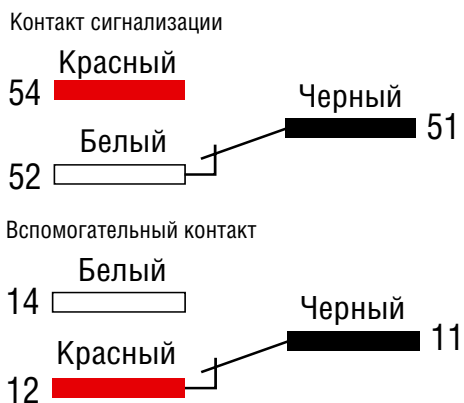 Контакт сигнализации
Красный
54
Черный
51
Белый
52
Вспомогательный контакт
Белый
14
Черный
11
Красный
12